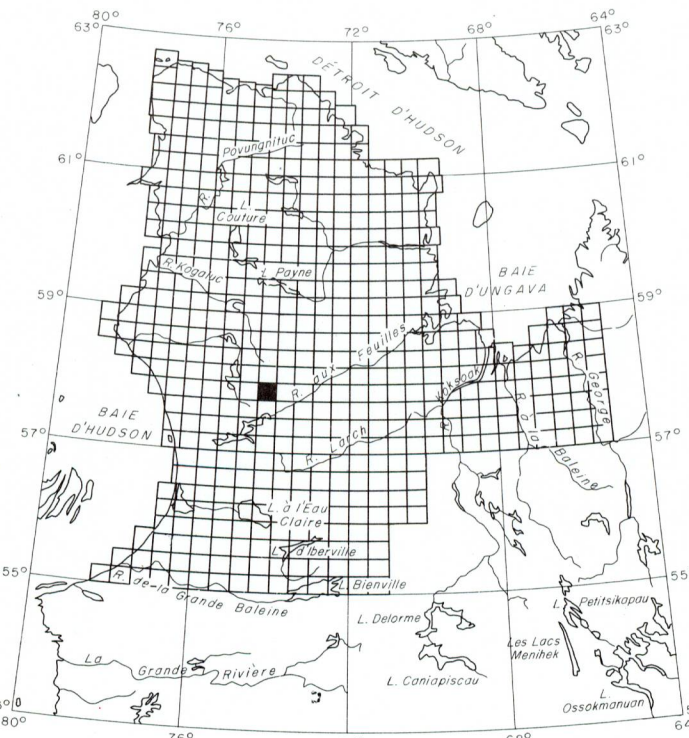 80°
76°
72°
68°
64°
63°
63°
DÉTROIT
D'HUDSON
Povungnituc
R.
61°
61°
L.
Couture
R. Kogaluc
L. Payne
BAIE
D'UNGAVA
59°
59°
R. aux Feuilles
R. Koksoak
R. George
R. à la Baleine
BAIE
D'HUDSON
57°
57°
R. Larch
L. à l'Eau
Claire
L. d'Iberville
55°
R. de-la Grande Baleine
L. Bienville
L. Delorme
L. Petitsikapau
Les Lacs
Menihek
La Grande Rivière
L. Caniapiscau
L.
Ossokmanuan
80°
76°